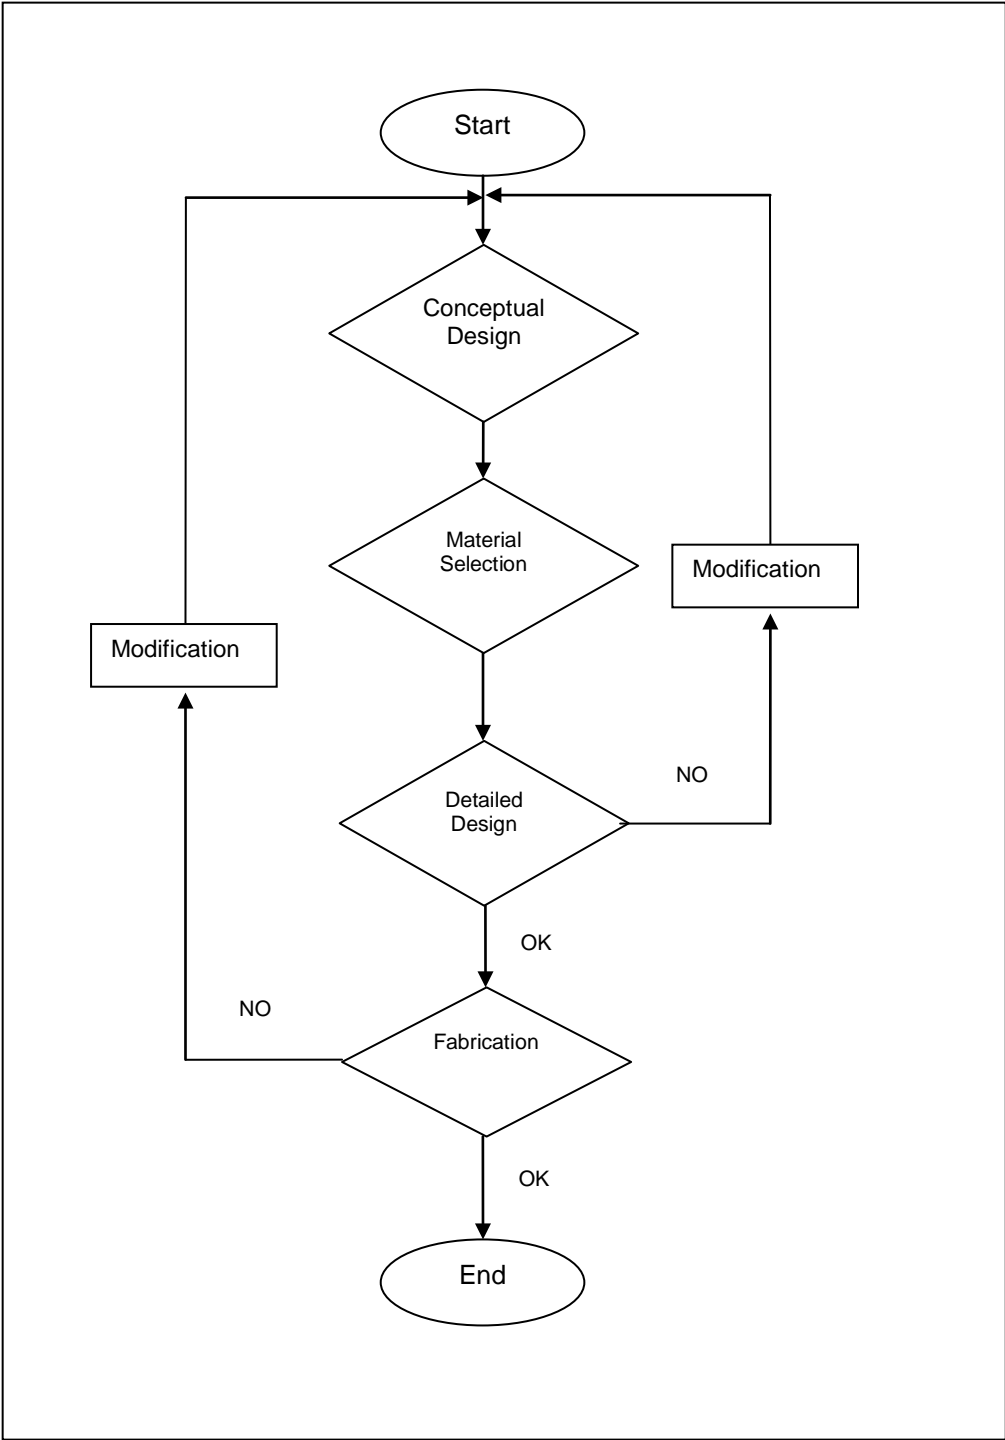 Start
Conceptual
Design
Material
Selection
Modification
Modification
NO
Detailed
Design
OK
NO
Fabrication
OK
End